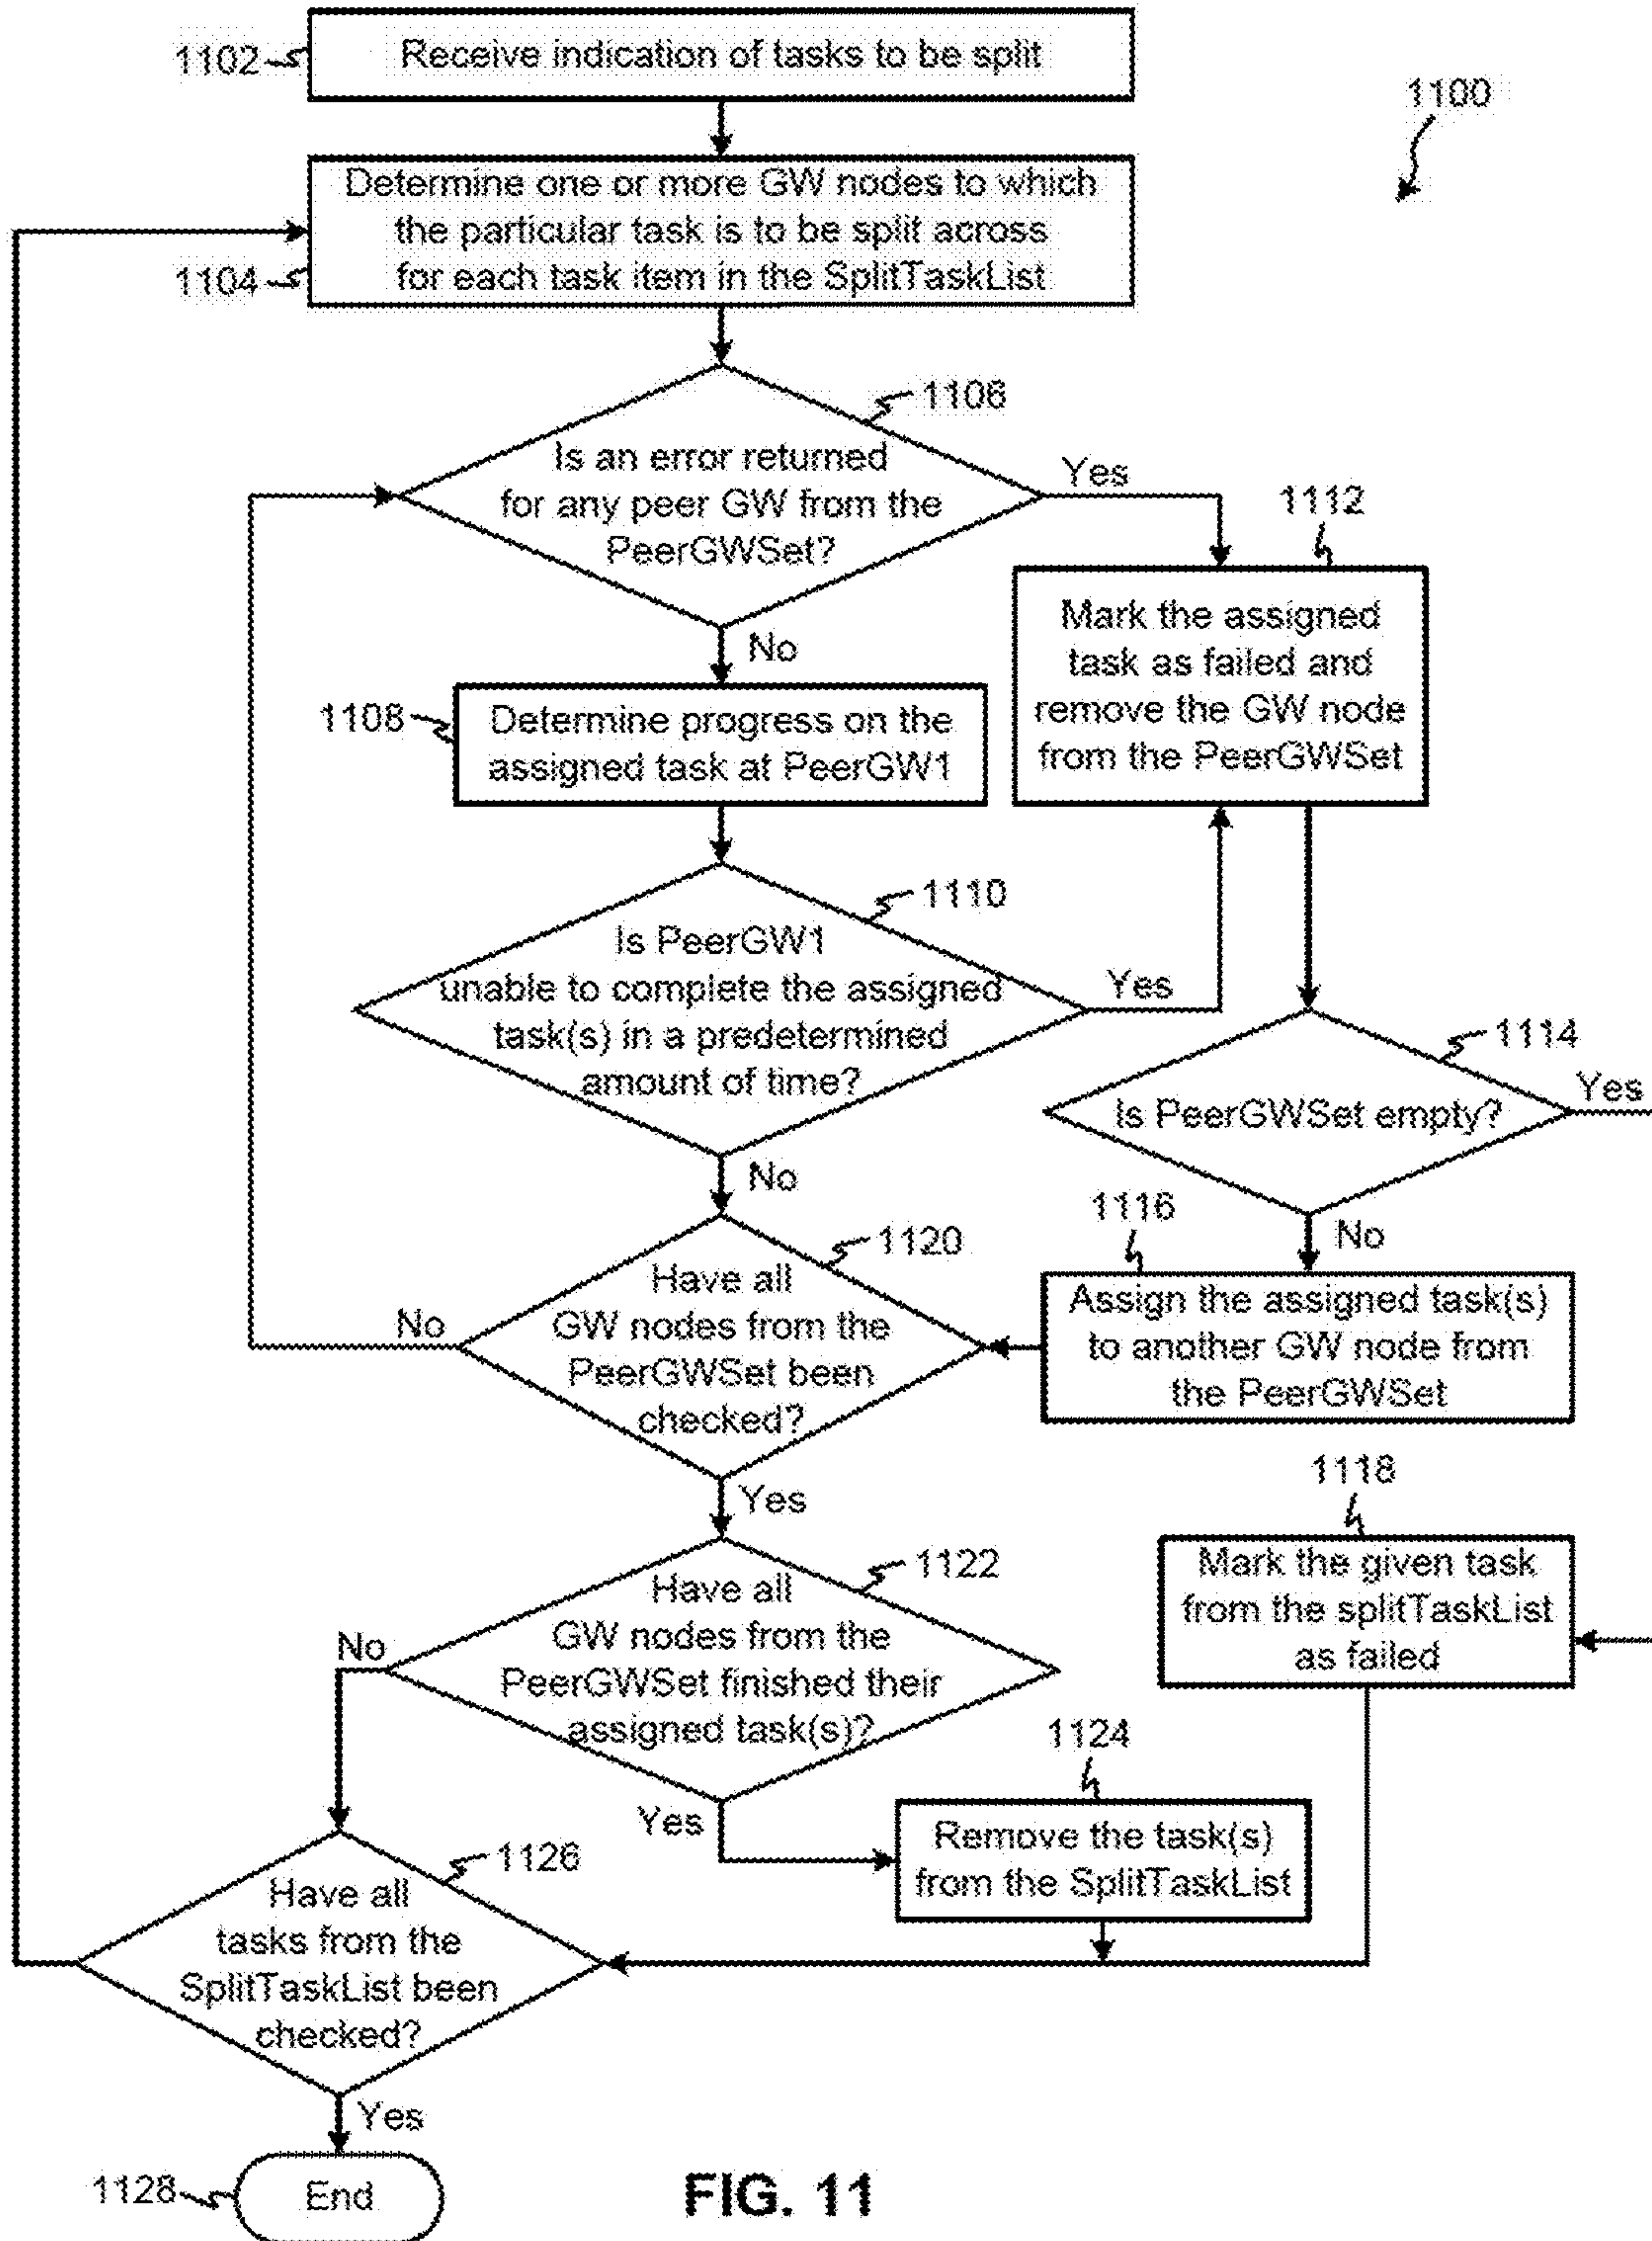 1102
Receive indication of tasks to be split
1100
Determine one or more GW nodes to which
the particular task is to be split across
for each task item in the SplitTaskList
1104
1106
Is an error returned
for any peer GW from the
PeerGWSet?
Yes
No
1112
Mark the assigned
task as failed and
remove the GW node
from the PeerGWSet
1108
Determine progress on the
assigned task at PeerGW1
1110
Is PeerGW1
unable to complete the assigned
task(s) in a predetermined
amount of time?
Yes
No
1114
Is PeerGWSet empty?
Yes
No
1116
Assign the assigned task(s)
to another GW node from
the PeerGWSet
1120
Have all
GW nodes from the
PeerGWSet been
checked?
No
Yes
1118
Mark the given task
from the splitTaskList
as failed
1122
Have all
GW nodes from the
PeerGWSet finished their
assigned task(s)?
No
Yes
1124
Remove the task(s)
from the SplitTaskList
1126
Have all
tasks from the
SplitTaskList been
checked?
Yes
1128
End
FIG. 11